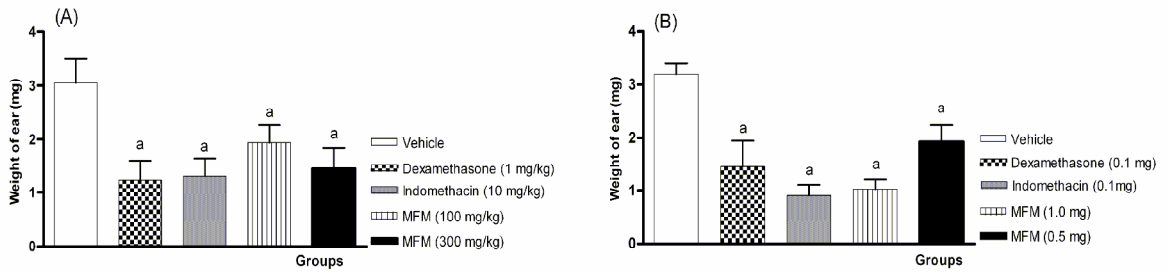 (A)
Weight of ear (mg)
4
3
2
1
0
a
a
a
a
Vehicle
Dexamethasone (1 mg/kg)
Indomethacin (10 mg/kg)
MFM (100 mg/kg)
MFM (300 mg/kg)
Groups
(B)
Weight of ear (mg)
4
3
2
1
0
a
a
a
a
Vehicle
Dexamethasone (0.1 mg)
Indomethacin (0.1mg)
MFM (1.0 mg)
MFM (0.5 mg)
Groups